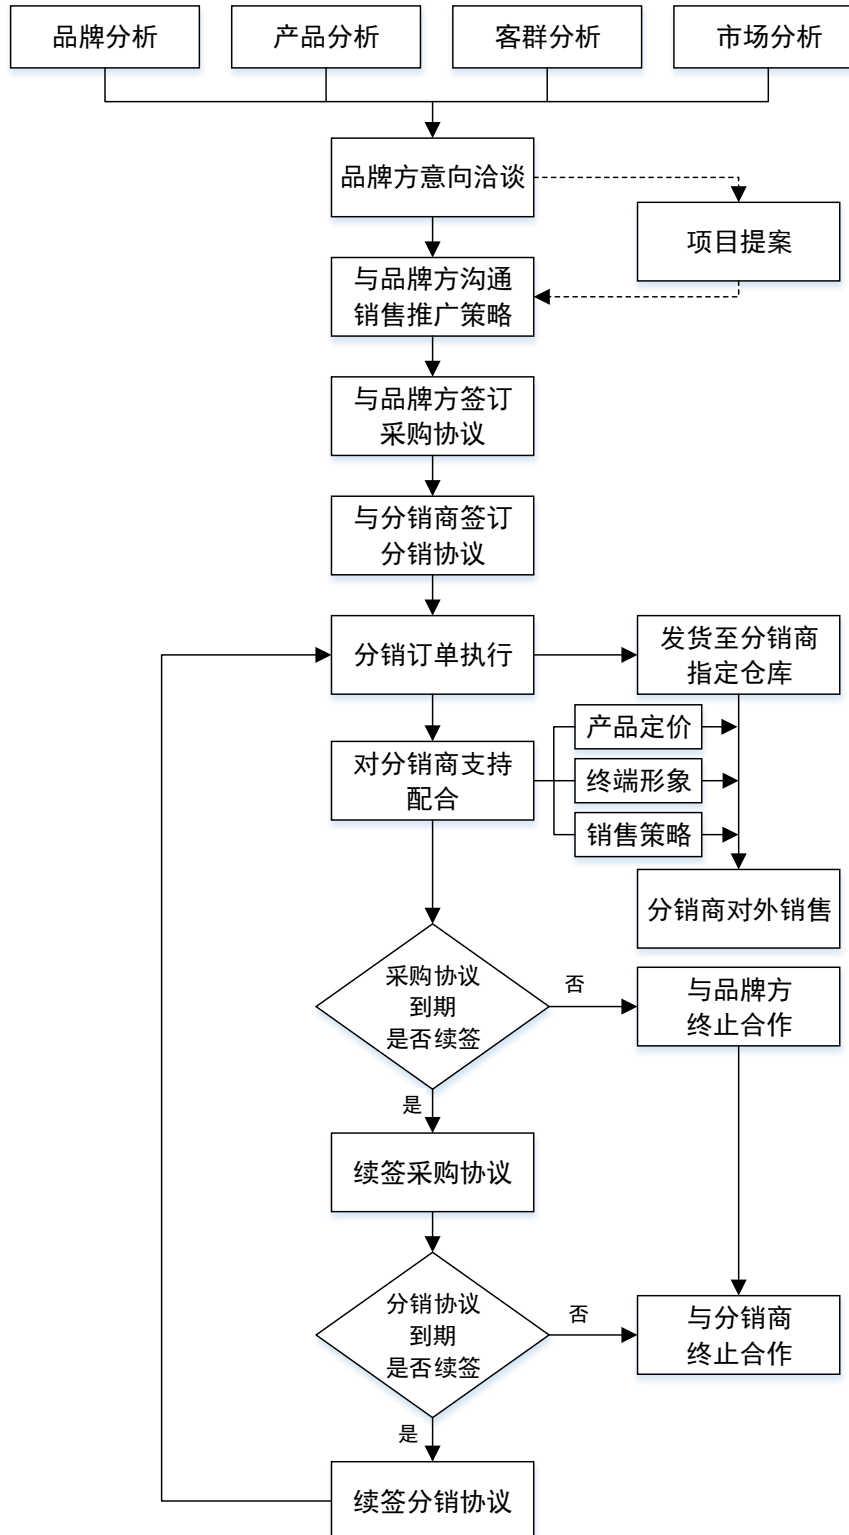 品牌分析
产品分析
客群分析
市场分析
品牌方意向洽谈
项目提案
与品牌方沟通
销售推广策略
与品牌方签订
采购协议
与分销商签订
分销协议
分销订单执行
发货至分销商
指定仓库
对分销商支持
配合
产品定价
终端形象
销售策略
分销商对外销售
采购协议
到期
是否续签
否
与品牌方
终止合作
是
续签采购协议
分销协议
到期
是否续签
否
与分销商
终止合作
是
续签分销协议